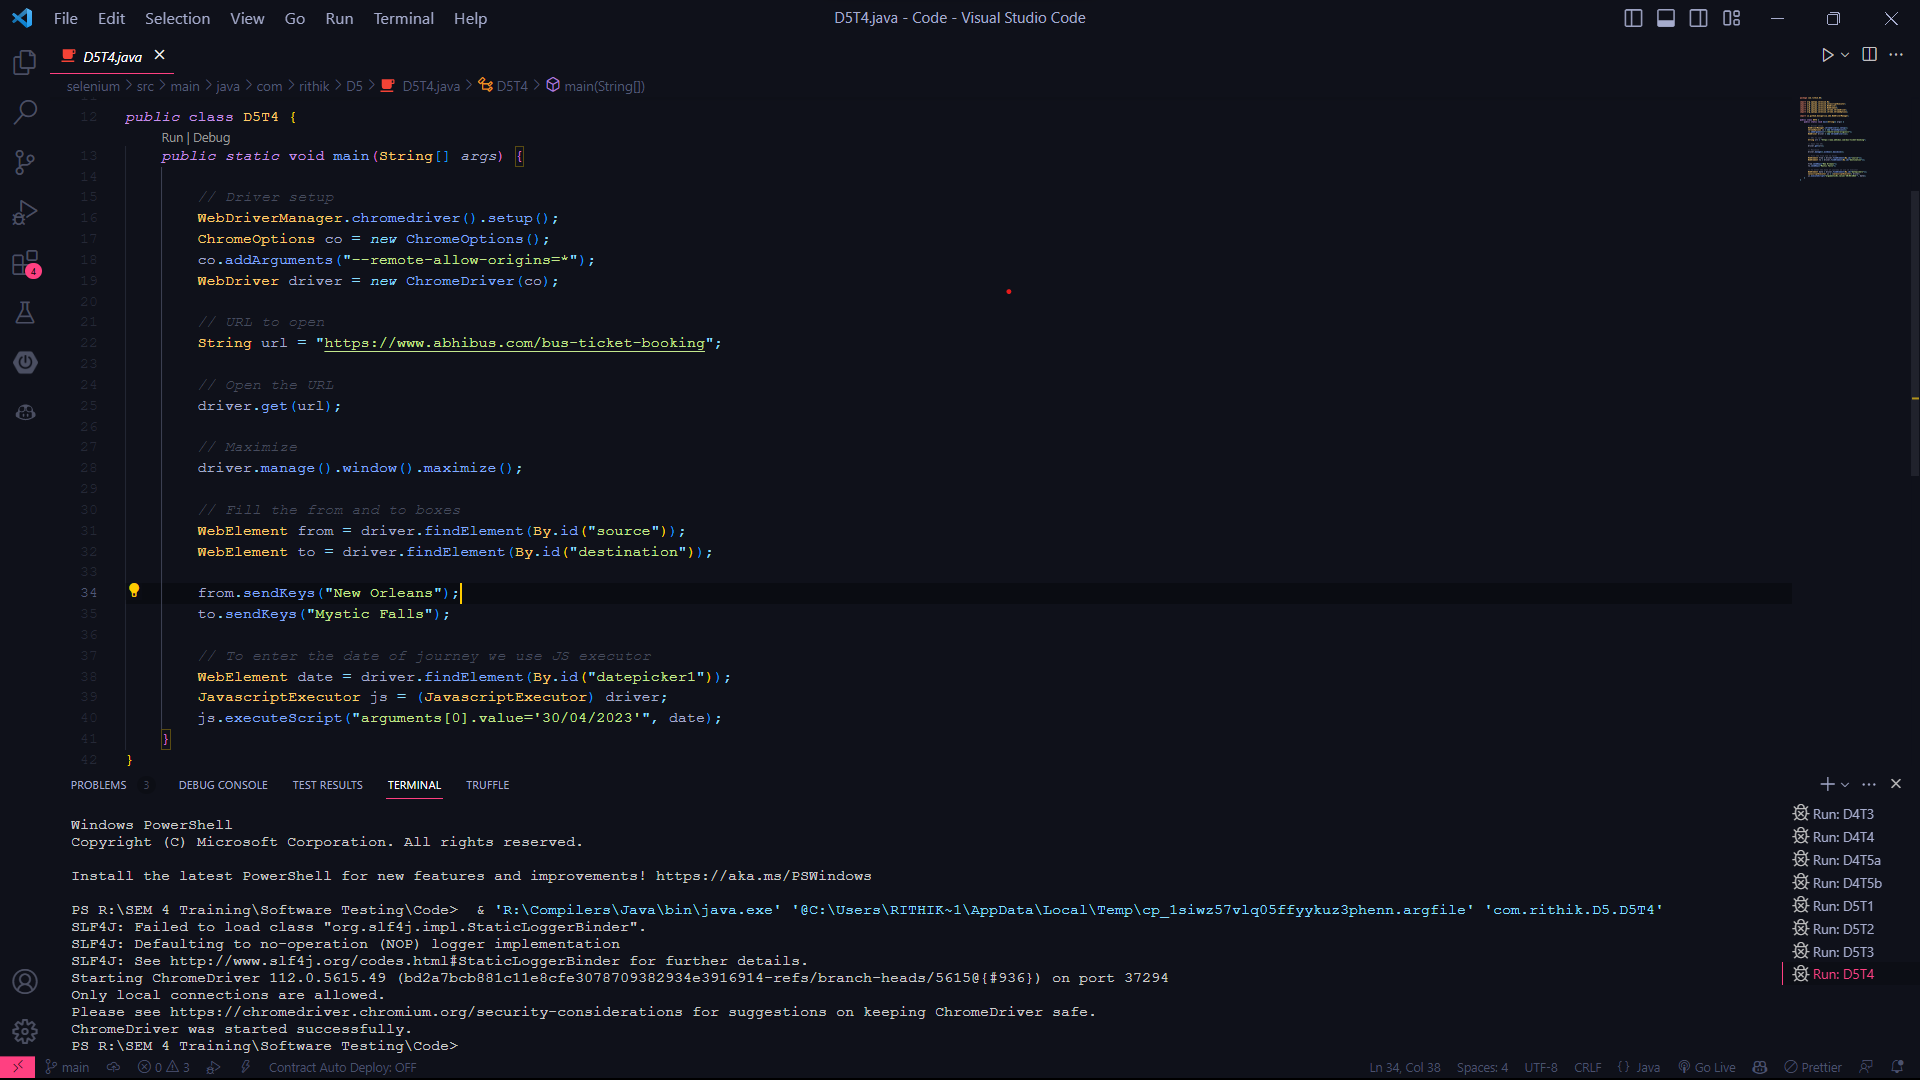 File Edit Selection View Go Run Terminal Help
D5T4.java - Code - Visual Studio Code
D5T4.java
selenium > src > main > java > com > rithik > D5 > D5T4.java > D5T4 > main(String[])
12 public class D5T4 {
Run | Debug
13 public static void main(String[] args) {
14
15 // Driver setup
16 WebDriverManager.chromedriver().setup();
17 ChromeOptions co = new ChromeOptions();
18 co.addArguments("--remote-allow-origins=*");
19 WebDriver driver = new ChromeDriver(co);
20
21 // URL to open
22 String url = "https://www.abhibus.com/bus-ticket-booking";
23
24 // Open the URL
25 driver.get(url);
26
27 // Maximize
28 driver.manage().window().maximize();
29
30 // Fill the from and to boxes
31 WebElement from = driver.findElement(By.id("source"));
32 WebElement to = driver.findElement(By.id("destination"));
33
34 from.sendKeys("New Orleans");
35 to.sendKeys("Mystic Falls");
36
37 // To enter the date of journey we use JS executor
38 WebElement date = driver.findElement(By.id("datepicker1"));
39 JavascriptExecutor js = (JavascriptExecutor) driver;
40 js.executeScript("arguments[0].value='30/04/2023'", date);
41 }
42 }
4
PROBLEMS 3 DEBUG CONSOLE TEST RESULTS TERMINAL TRUFFLE
Windows PowerShell
Copyright (C) Microsoft Corporation. All rights reserved.
Install the latest PowerShell for new features and improvements! https://aka.ms/PSWindows
PS R:\SEM 4 Training\Software Testing\Code> & 'R:\Compilers\Java\bin\java.exe' '@C:\Users\RITHIK~1\AppData\Local\Temp\cp_1siwz57vlq05ffyykuz3phenn.argfile' 'com.rithik.D5.D5T4'
SLF4J: Failed to load class "org.slf4j.impl.StaticLoggerBinder".
SLF4J: Defaulting to no-operation (NOP) logger implementation
SLF4J: See http://www.slf4j.org/codes.html#StaticLoggerBinder for further details.
Starting ChromeDriver 112.0.5615.49 (bd2a7bcb881c11e8cfe3078709382934e3916914-refs/branch-heads/5615@{#936}) on port 37294
Only local connections are allowed.
Please see https://chromedriver.chromium.org/security-considerations for suggestions on keeping ChromeDriver safe.
ChromeDriver was started successfully.
PS R:\SEM 4 Training\Software Testing\Code>
Run: D4T3
Run: D4T4
Run: D4T5a
Run: D4T5b
Run: D5T1
Run: D5T2
Run: D5T3
Run: D5T4
main 0 3 Contract Auto Deploy: OFF Ln 34, Col 38 Spaces: 4 UTF-8 CRLF {} Java Go Live Prettier